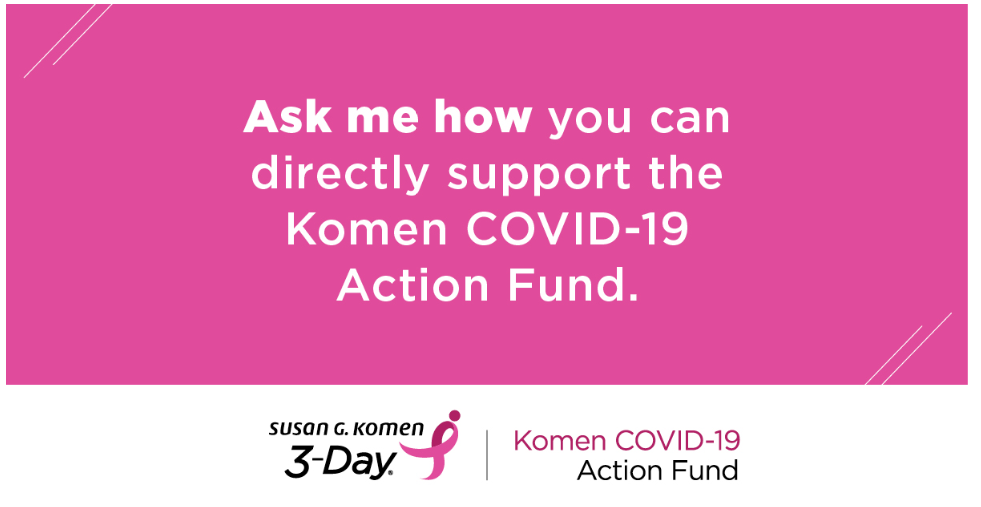 Ask me how you can
directly support the
Komen COVID-19
Action Fund.
susan g. komen
3-Day®
Komen COVID-19
Action Fund